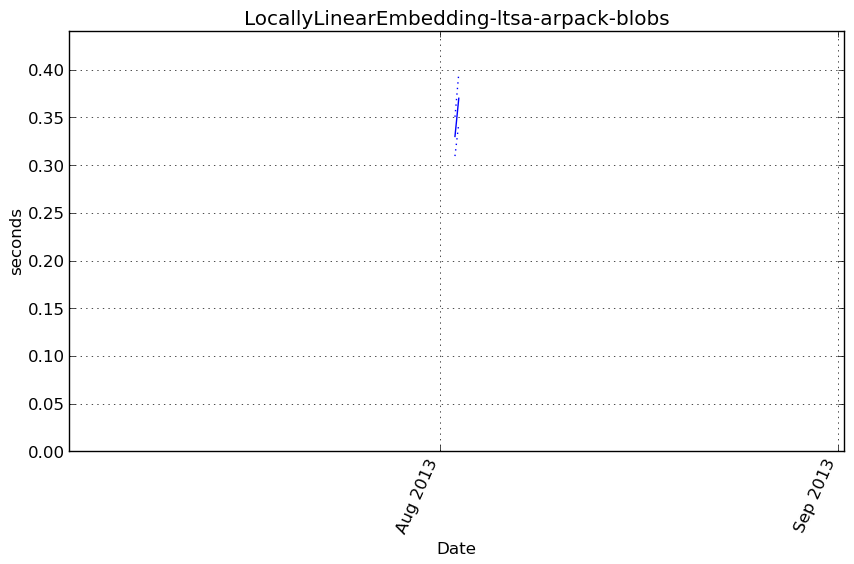 LocallyLinearEmbedding-ltsa-arpack-blobs
0.40
0.35
0.30
0.25
0.20
0.15
0.10
0.05
0.00
seconds
Aug 2013
Sep 2013
Date